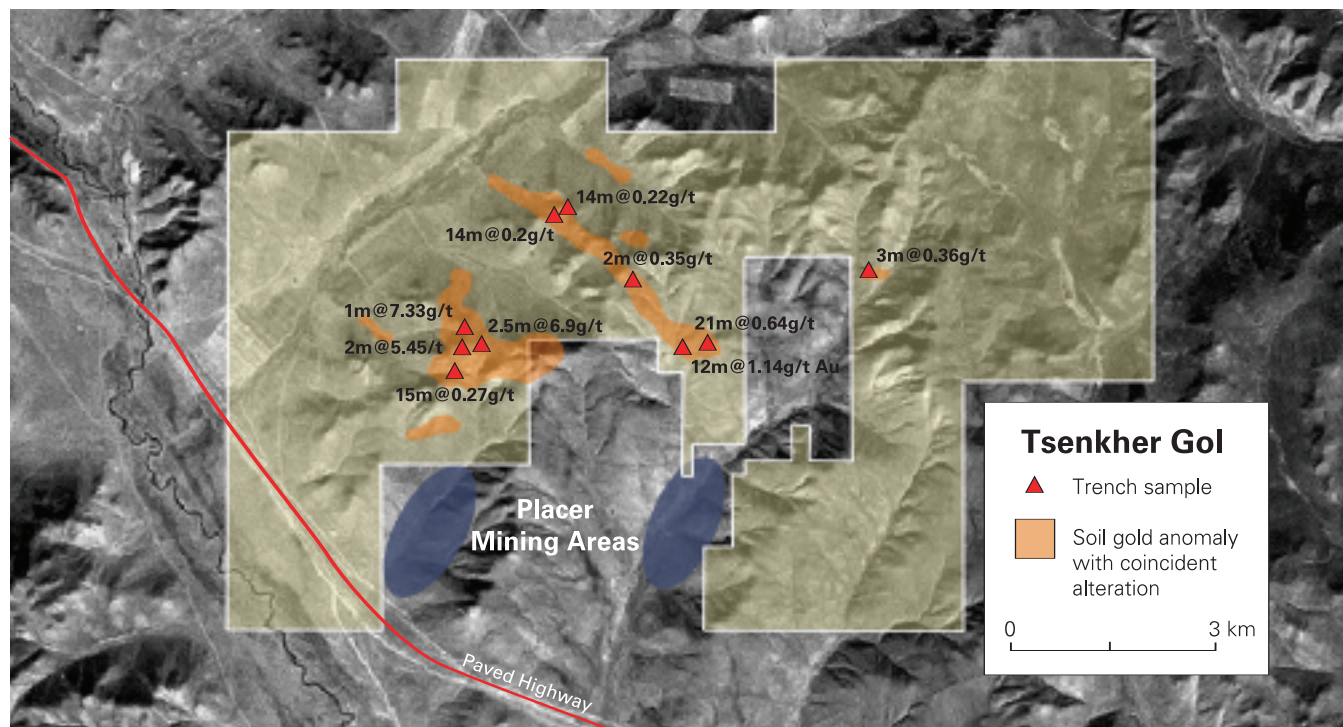 14m@0.22g/t
14m@0.2g/t
2m@0.35g/t
3m@0.36g/t
1m@7.33g/t
2.5m@6.9g/t
2m@5.45/t
15m@0.27g/t
21m@0.64g/t
12m@1.14g/t Au
Placer
Mining Areas
Paved Highway
Tsenkher Gol
Trench sample
Soil gold anomaly
with coincident
alteration
0
3 km